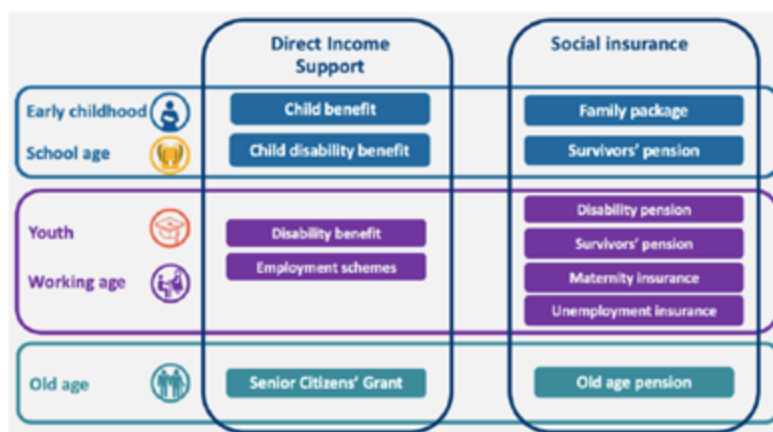 Direct Income
Support
Social insurance
Early childhood
Child benefit
Family package
School age
Child disability benefit
Survivors' pension
Youth
Disability benefit
Disability pension
Survivors' pension
Working age
Employment schemes
Maternity insurance
Unemployment insurance
Old age
Senior Citizens' Grant
Old age pension